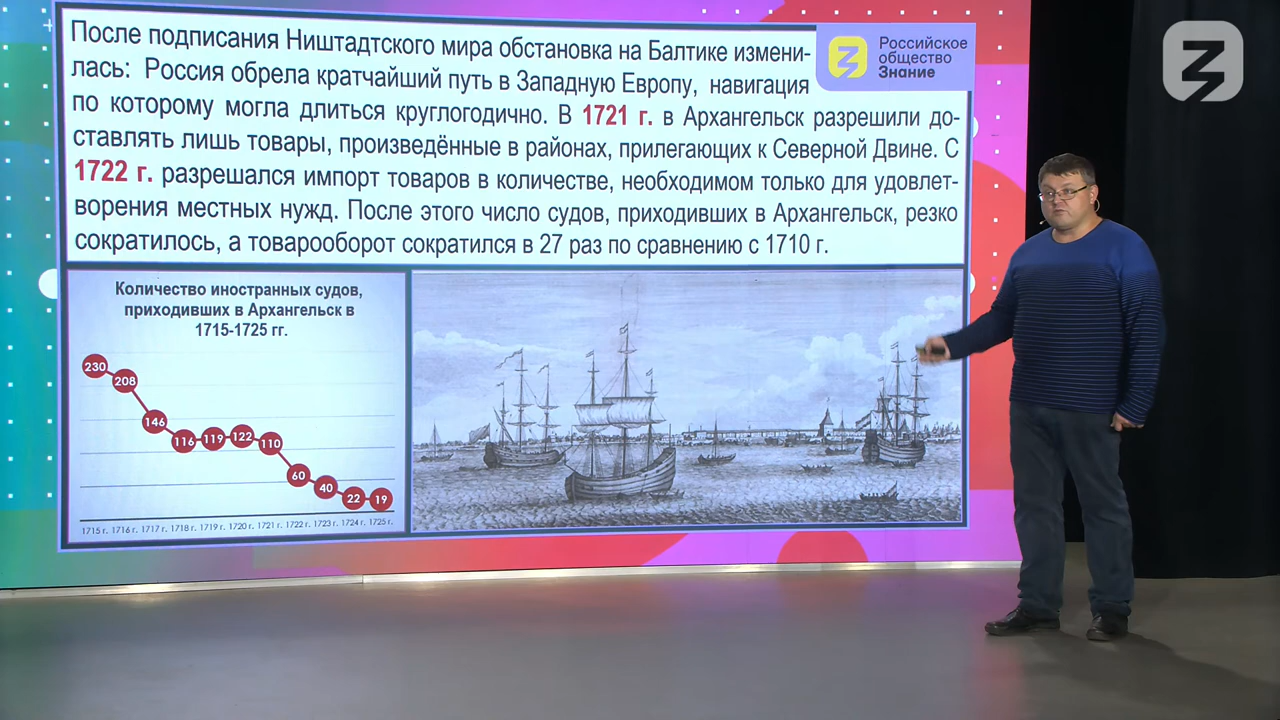 После подписания Ништадтского мира обстановка на Балтике измени-
лась: Россия обрела кратчайший путь в Западную Европу, навигация
по которому могла длиться круглогодично. В 1721 г. в Архангельск разрешили до-
ставлять лишь товары, произведённые в районах, прилегающих к Северной Двине. С
1722 г. разрешался импорт товаров в количестве, необходимом только для удовлет-
ворения местных нужд. После этого число судов, приходивших в Архангельск, резко
сократилось, а товарооборот сократился в 27 раз по сравнению с 1710 г.
Российское
общество
Знание
Количество иностранных судов,
приходивших в Архангельск в
1715-1725 гг.
230
208
146
116
119
122
110
60
40
22
19
1715 г. 1716 г. 1717 г. 1718 г. 1719 г. 1720 г. 1721 г. 1722 г. 1723 г. 1724 г. 1725 г.